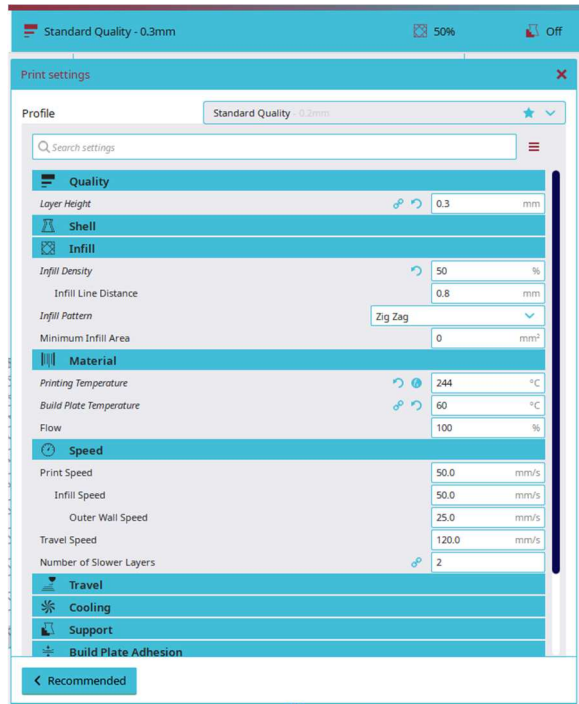 Standard Quality - 0.3mm 50% Off
Print settings
Profile Standard Quality - 0.2mm
Search settings
Quality
Layer Height 0.3 mm
Shell
Infill
Infill Density 50 %
Infill Line Distance 0.8 mm
Infill Pattern Zig Zag
Minimum Infill Area 0 mm²
Material
Printing Temperature 244 °C
Build Plate Temperature 60 °C
Flow 100 %
Speed
Print Speed 50.0 mm/s
Infill Speed 50.0 mm/s
Outer Wall Speed 25.0 mm/s
Travel Speed 120.0 mm/s
Number of Slower Layers 2
Travel
Cooling
Support
Build Plate Adhesion
Recommended